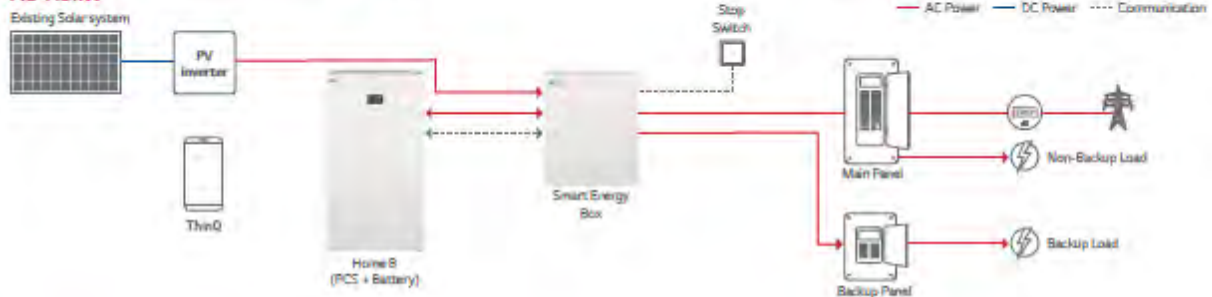 Existing Solar system
PV
inverter
ThinQ
Home 8
(PCS + Battery)
Smart Energy
Box
Stop
Switch
AC Power
DC Power
Communication
Main Panel
Non-Backup Load
Backup Load
Backup Panel